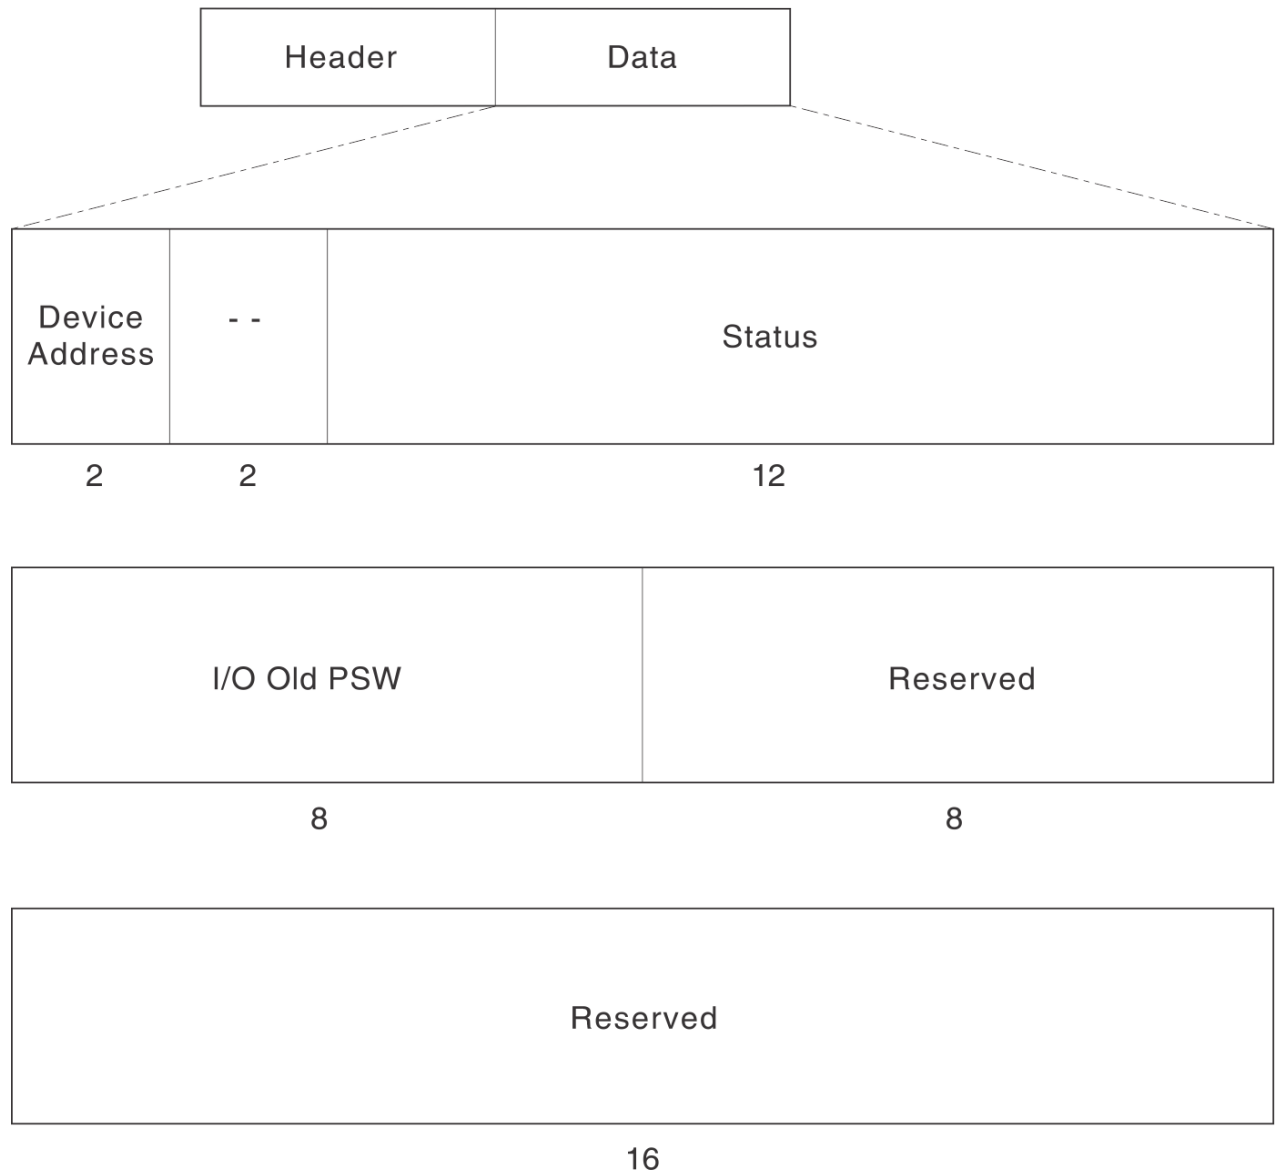 Header Data
Device
Address
- -
Status
2 2 12
I/O Old PSW Reserved
8 8
Reserved
16